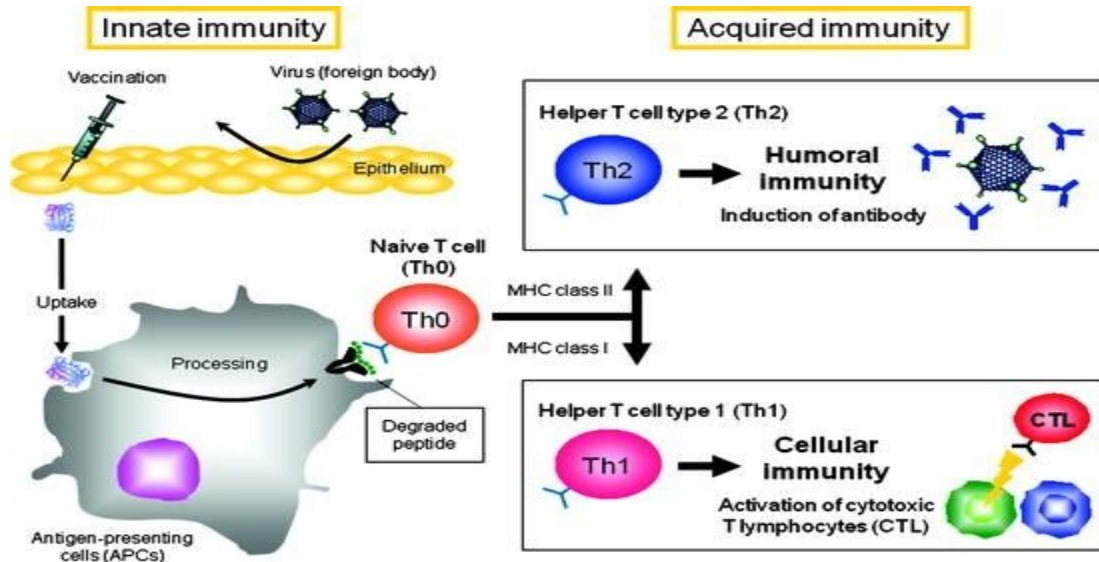 Innate immunity
Acquired immunity
Vaccination
Virus (foreign body)
Epithelium
Uptake
Processing
Naive T cell
(Th0)
Th0
Degraded
peptide
Antigen-presenting
cells (APCs)
MHC class II
MHC class I
Helper T cell type 2 (Th2)
Th2
Humoral
immunity
Induction of antibody
Helper T cell type 1 (Th1)
Th1
Cellular
immunity
Activation of cytotoxic
T lymphocytes (CTL)
CTL